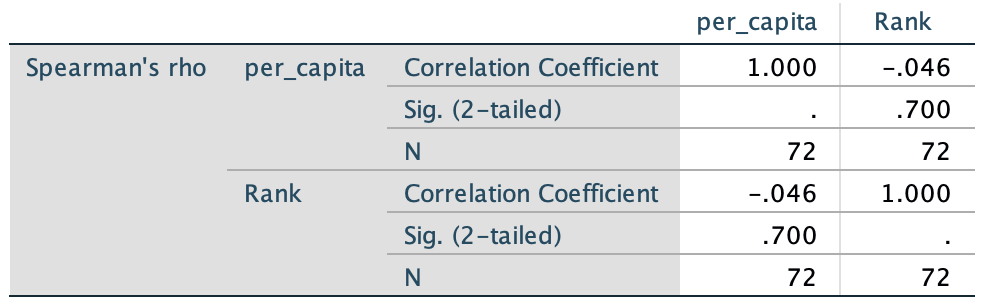 per_capita Rank
Spearman's rho per_capita Correlation Coefficient 1.000 -.046
Sig. (2-tailed) . .700
N 72 72
Rank Correlation Coefficient -.046 1.000
Sig. (2-tailed) .700 .
N 72 72